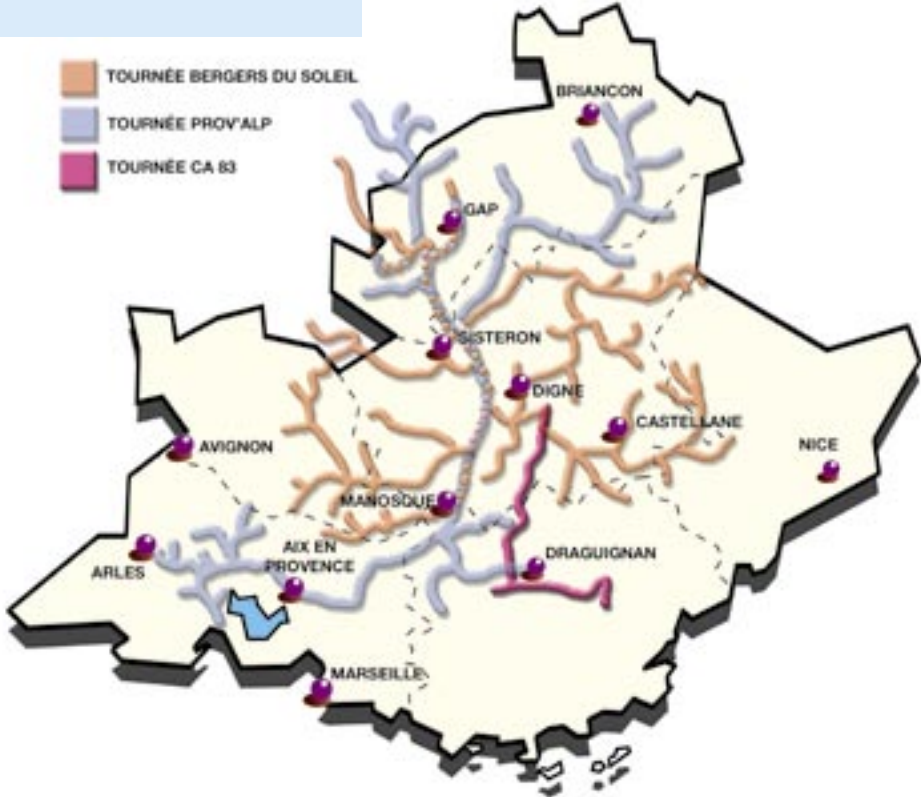 TOURNÉE BERGERS DU SOLEIL
TOURNÉE PROV'ALP
TOURNÉE CA 83
BRIANCON
GAP
SISTERON
DIGNE
CASTELLANE
AVIGNON
NICE
MANOSQUE
AIX EN
PROVENCE
DRAGUIGNAN
ARLES
MARSEILLE